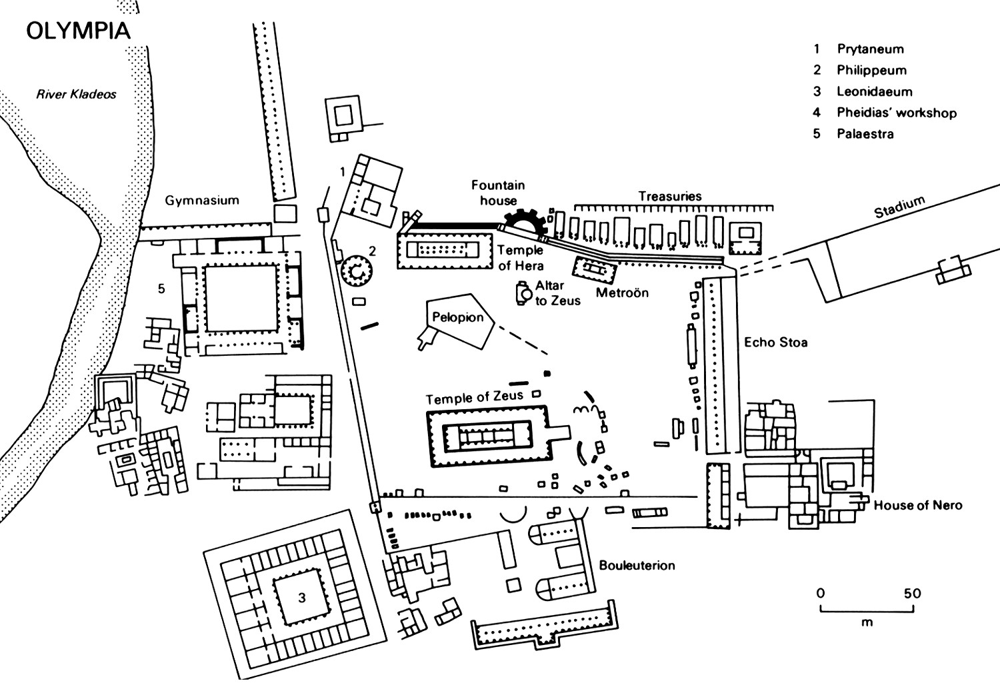 OLYMPIA
River Kladeos
1 Prytaneum
2 Philippeum
3 Leonidaeum
4 Pheidias' workshop
5 Palaestra
1
Gymnasium
Fountain
house
Treasuries
Stadium
2
Temple
of Hera
5
Altar
to Zeus
Metroön
Pelopion
Echo Stoa
Temple of Zeus
House of Nero
3
Bouleuterion
0 50
m